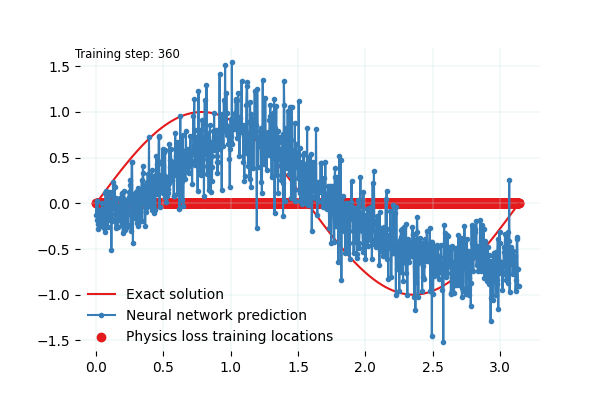 Training step: 360
1.5
1.0
0.5
0.0
−0.5
−1.0
−1.5
Exact solution
Neural network prediction
Physics loss training locations
0.0 0.5 1.0 1.5 2.0 2.5 3.0